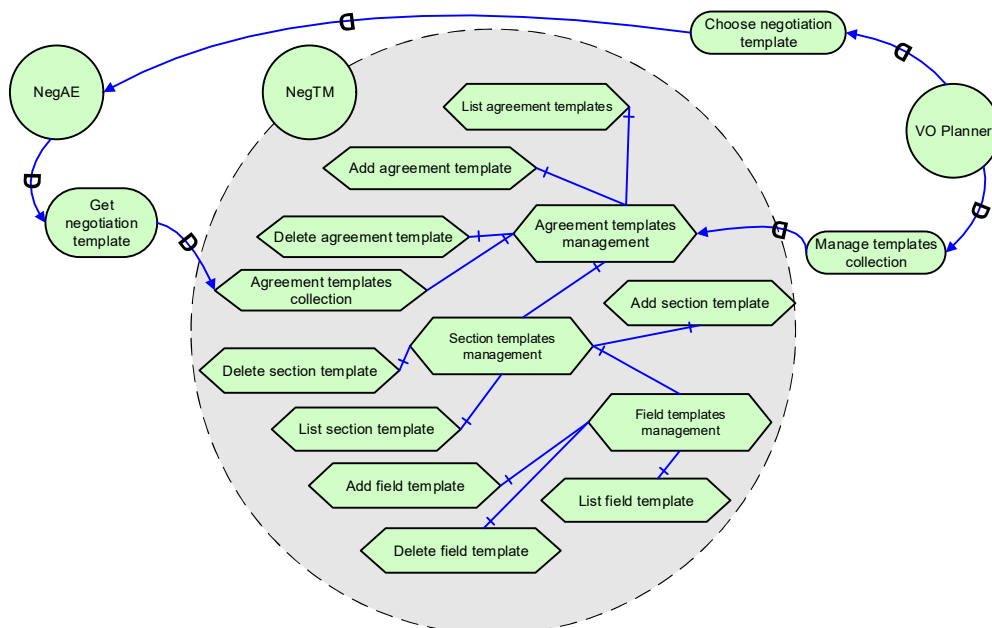 Choose negotiation
template
D
D
NegAE
NegTM
List agreement templates
VO Planner
Add agreement template
D
Get
negotiation
template
D
Delete agreement template
Agreement templates
management
D
D
Manage templates
collection
Agreement templates
collection
Add section template
Section templates
management
Delete section template
List section template
Field templates
management
Add field template
List field template
Delete field template